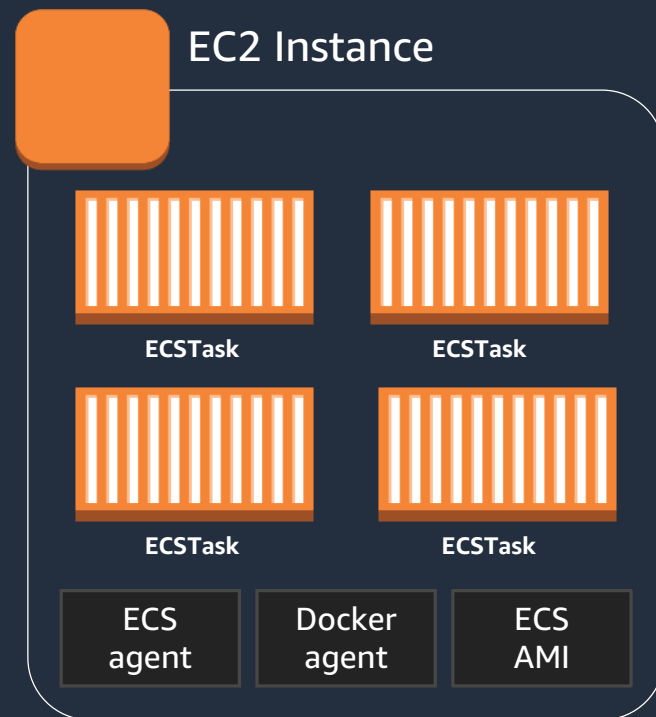 EC2 Instance
ECSTask
ECSTask
ECSTask
ECSTask
ECS
agent
Docker
agent
ECS
AMI